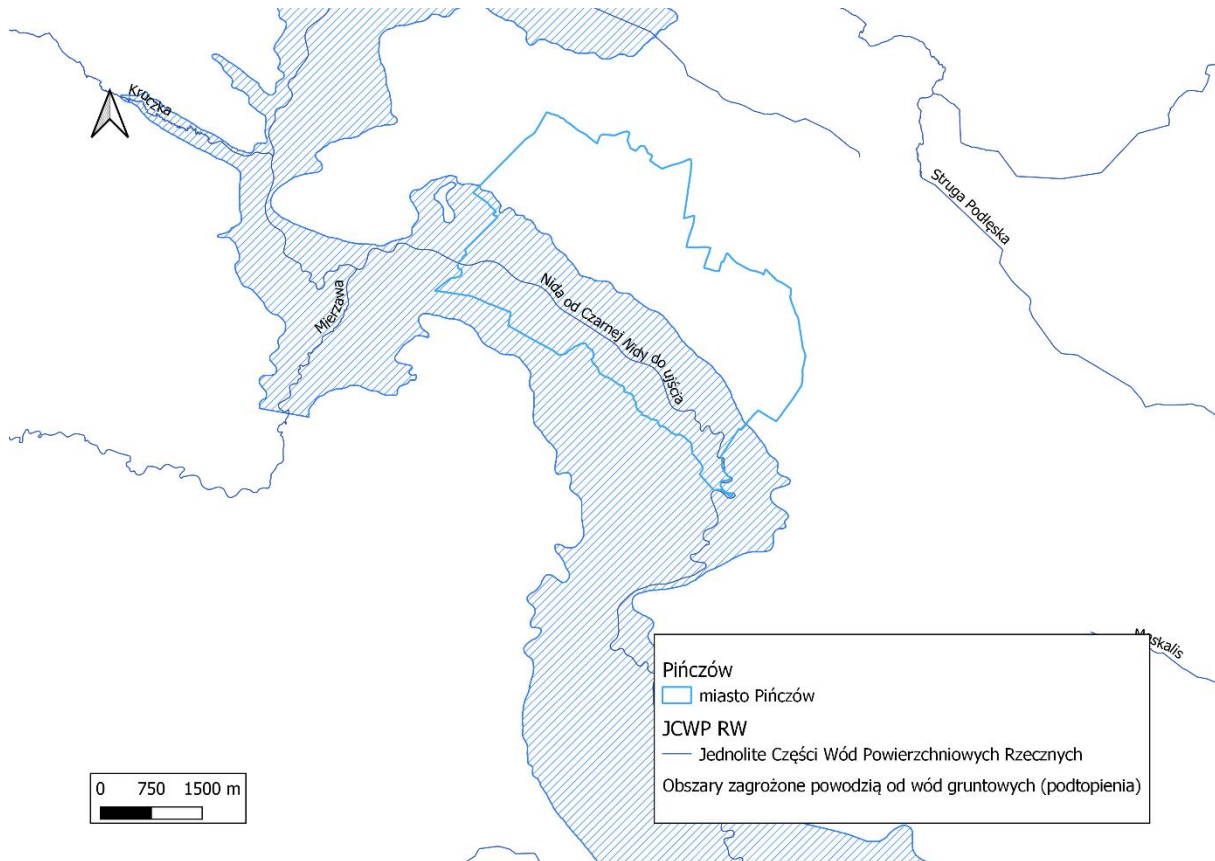 Kruczka
Struga Podłęska
Mierzawa
Nida od Czarnej Nidy do ujścia
Moskalis
Pińczów
miasto Pińczów
JCWP RW
Jednolite Części Wód Powierzchniowych Rzecznych
Obszary zagrożone powodzią od wód gruntowych (podtopienia)
0 750 1500 m